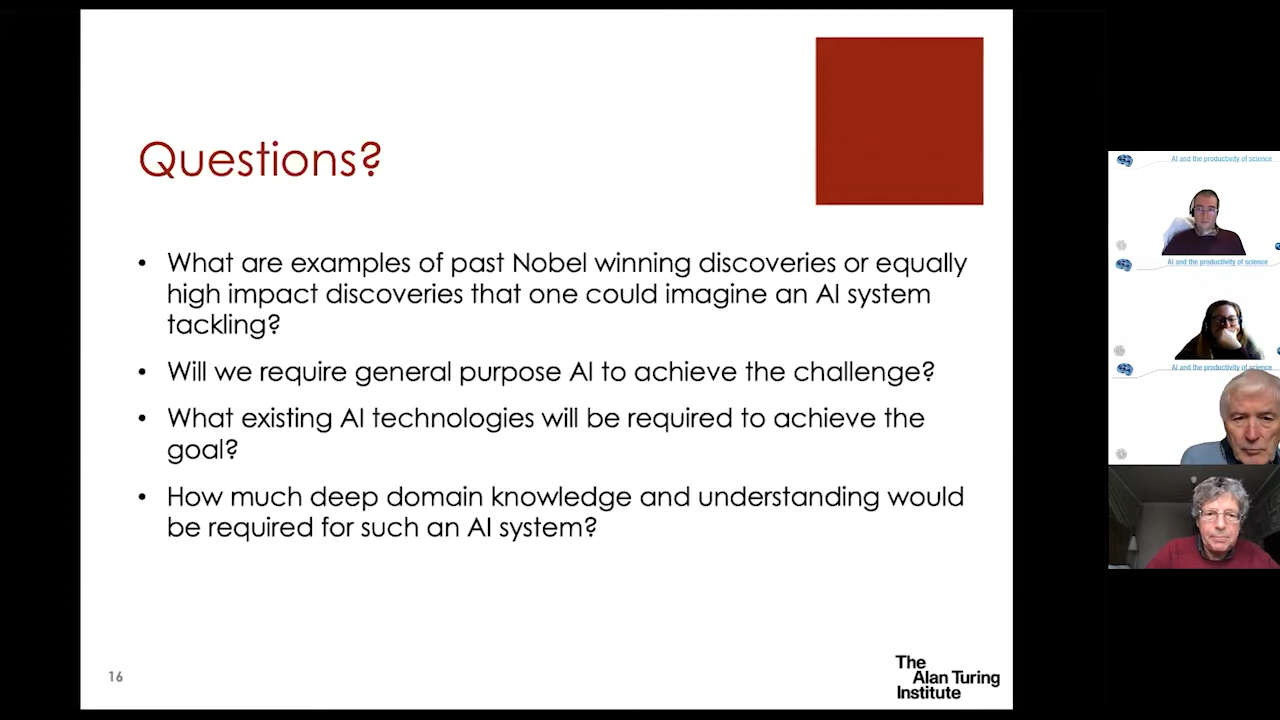 Questions?
• What are examples of past Nobel winning discoveries or equally
high impact discoveries that one could imagine an AI system
tackling?
• Will we require general purpose AI to achieve the challenge?
• What existing AI technologies will be required to achieve the
goal?
• How much deep domain knowledge and understanding would
be required for such an AI system?
16
The
Alan Turing
Institute
AI and the productivity of science
AI and the productivity of science
AI and the productivity of science